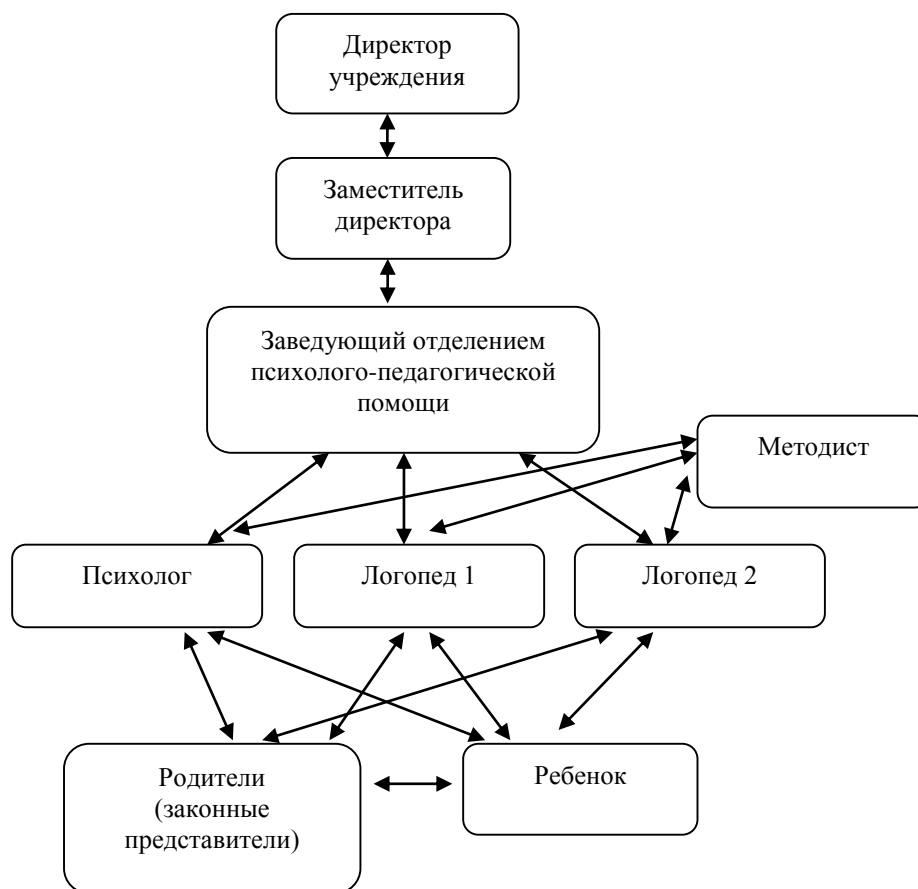 Директор
учреждения
Заместитель
директора
Заведующий отделением
психолого-педагогической
помощи
Методист
Психолог
Логопед 1
Логопед 2
Родители
(законные
представители)
Ребенок